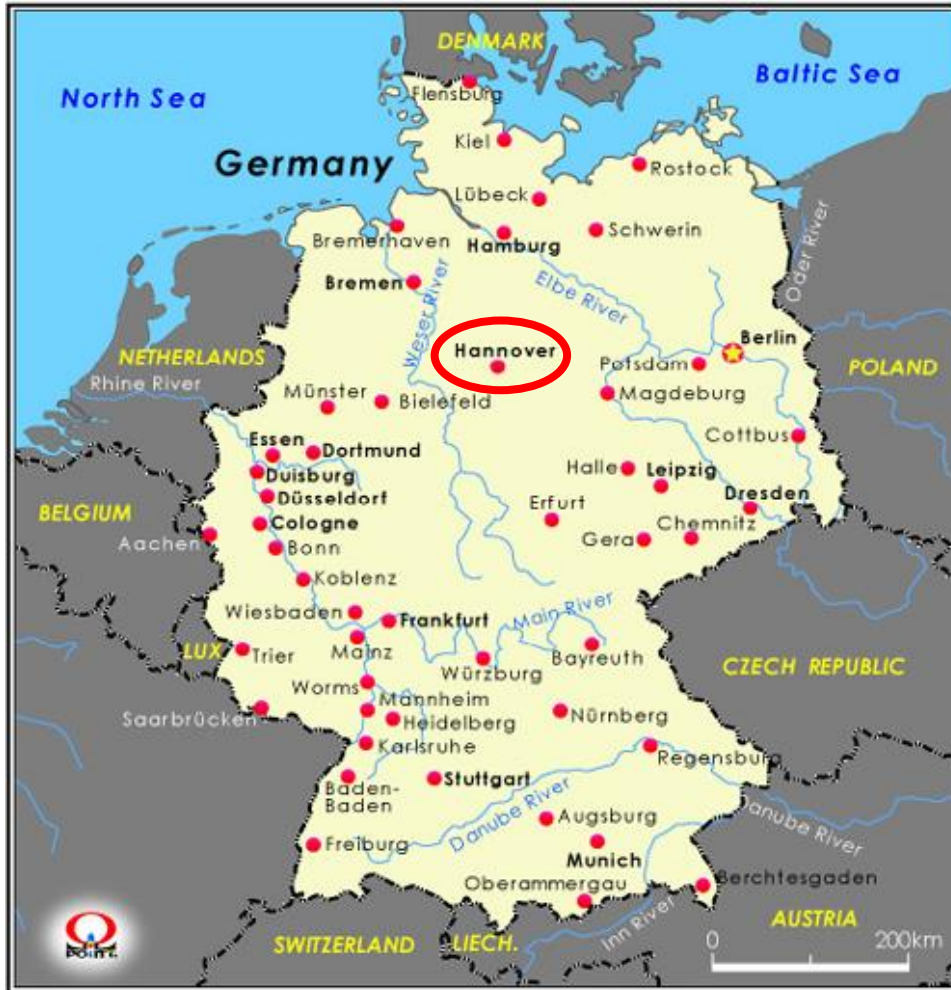 DENMARK
Baltic Sea
North Sea
Flensburg
Kiel
Germany
Rostock
Lübeck
Schwerin
Bremerhaven
Hamburg
Oder River
Bremen
Elbe River
Weser River
Berlin
Hannover
NETHERLANDS
Potsdam
POLAND
Rhine River
Münster
Bielefeld
Magdeburg
Cottbus
Essen
Dortmund
Duisburg
Halle
Leipzig
Düsseldorf
Erfurt
Dresden
BELGIUM
Cologne
Chemnitz
Aachen
Gera
Bonn
Koblenz
Wiesbaden
Frankfurt
Main River
LUX
Trier
Mainz
Würzburg
Bayreuth
CZECH REPUBLIC
Worms
Mannheim
Saarbrücken
Heidelberg
Nürnberg
Karlsruhe
Regensburg
Baden-
Baden
Stuttgart
Danube River
Danube River
Augsburg
Freiburg
Munich
Oberammergau
Berchtesgaden
Inn River
AUSTRIA
SWITZERLAND
LIECH.
0
200km